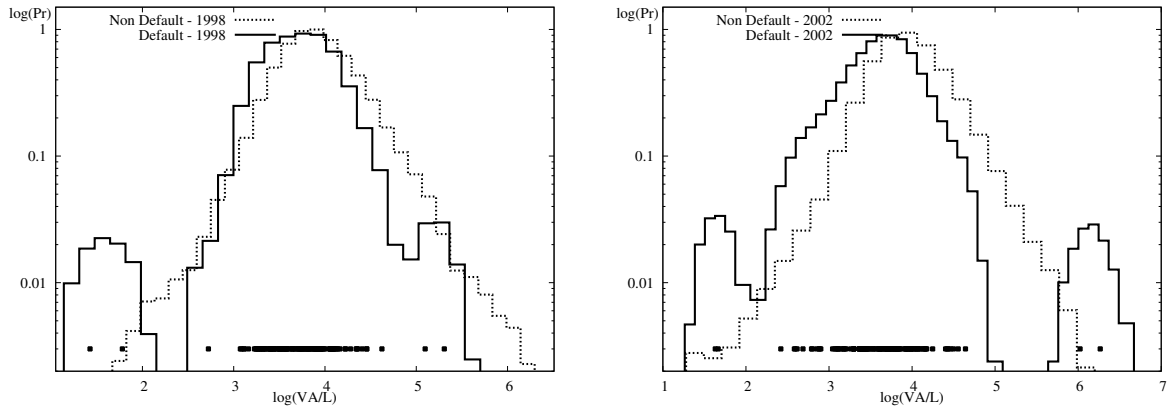 log(Pr)
Non Default - 1998
Default - 1998
1
0.1
0.01
2 3 4 5 6
log(VA/L)
log(Pr)
Non Default - 2002
Default - 2002
1
0.1
0.01
1 2 3 4 5 6 7
log(VA/L)